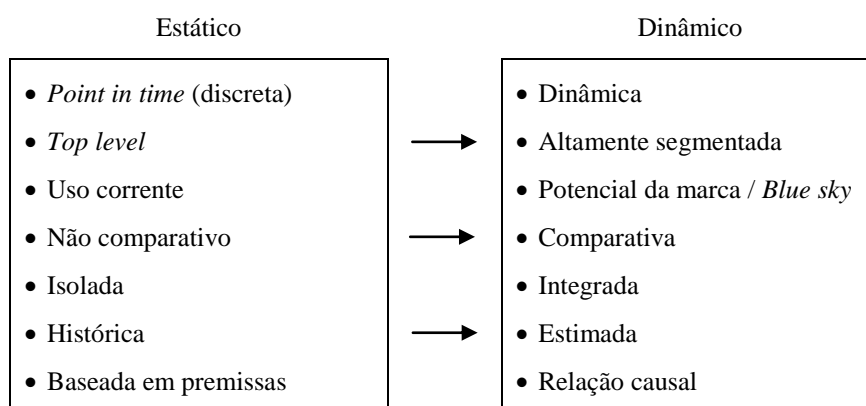 Estático
Dinâmico
• Point in time (discreta)
• Top level
• Uso corrente
• Não comparativo
• Isolada
• Histórica
• Baseada em premissas
• Dinâmica
• Altamente segmentada
• Potencial da marca / Blue sky
• Comparativa
• Integrada
• Estimada
• Relação causal